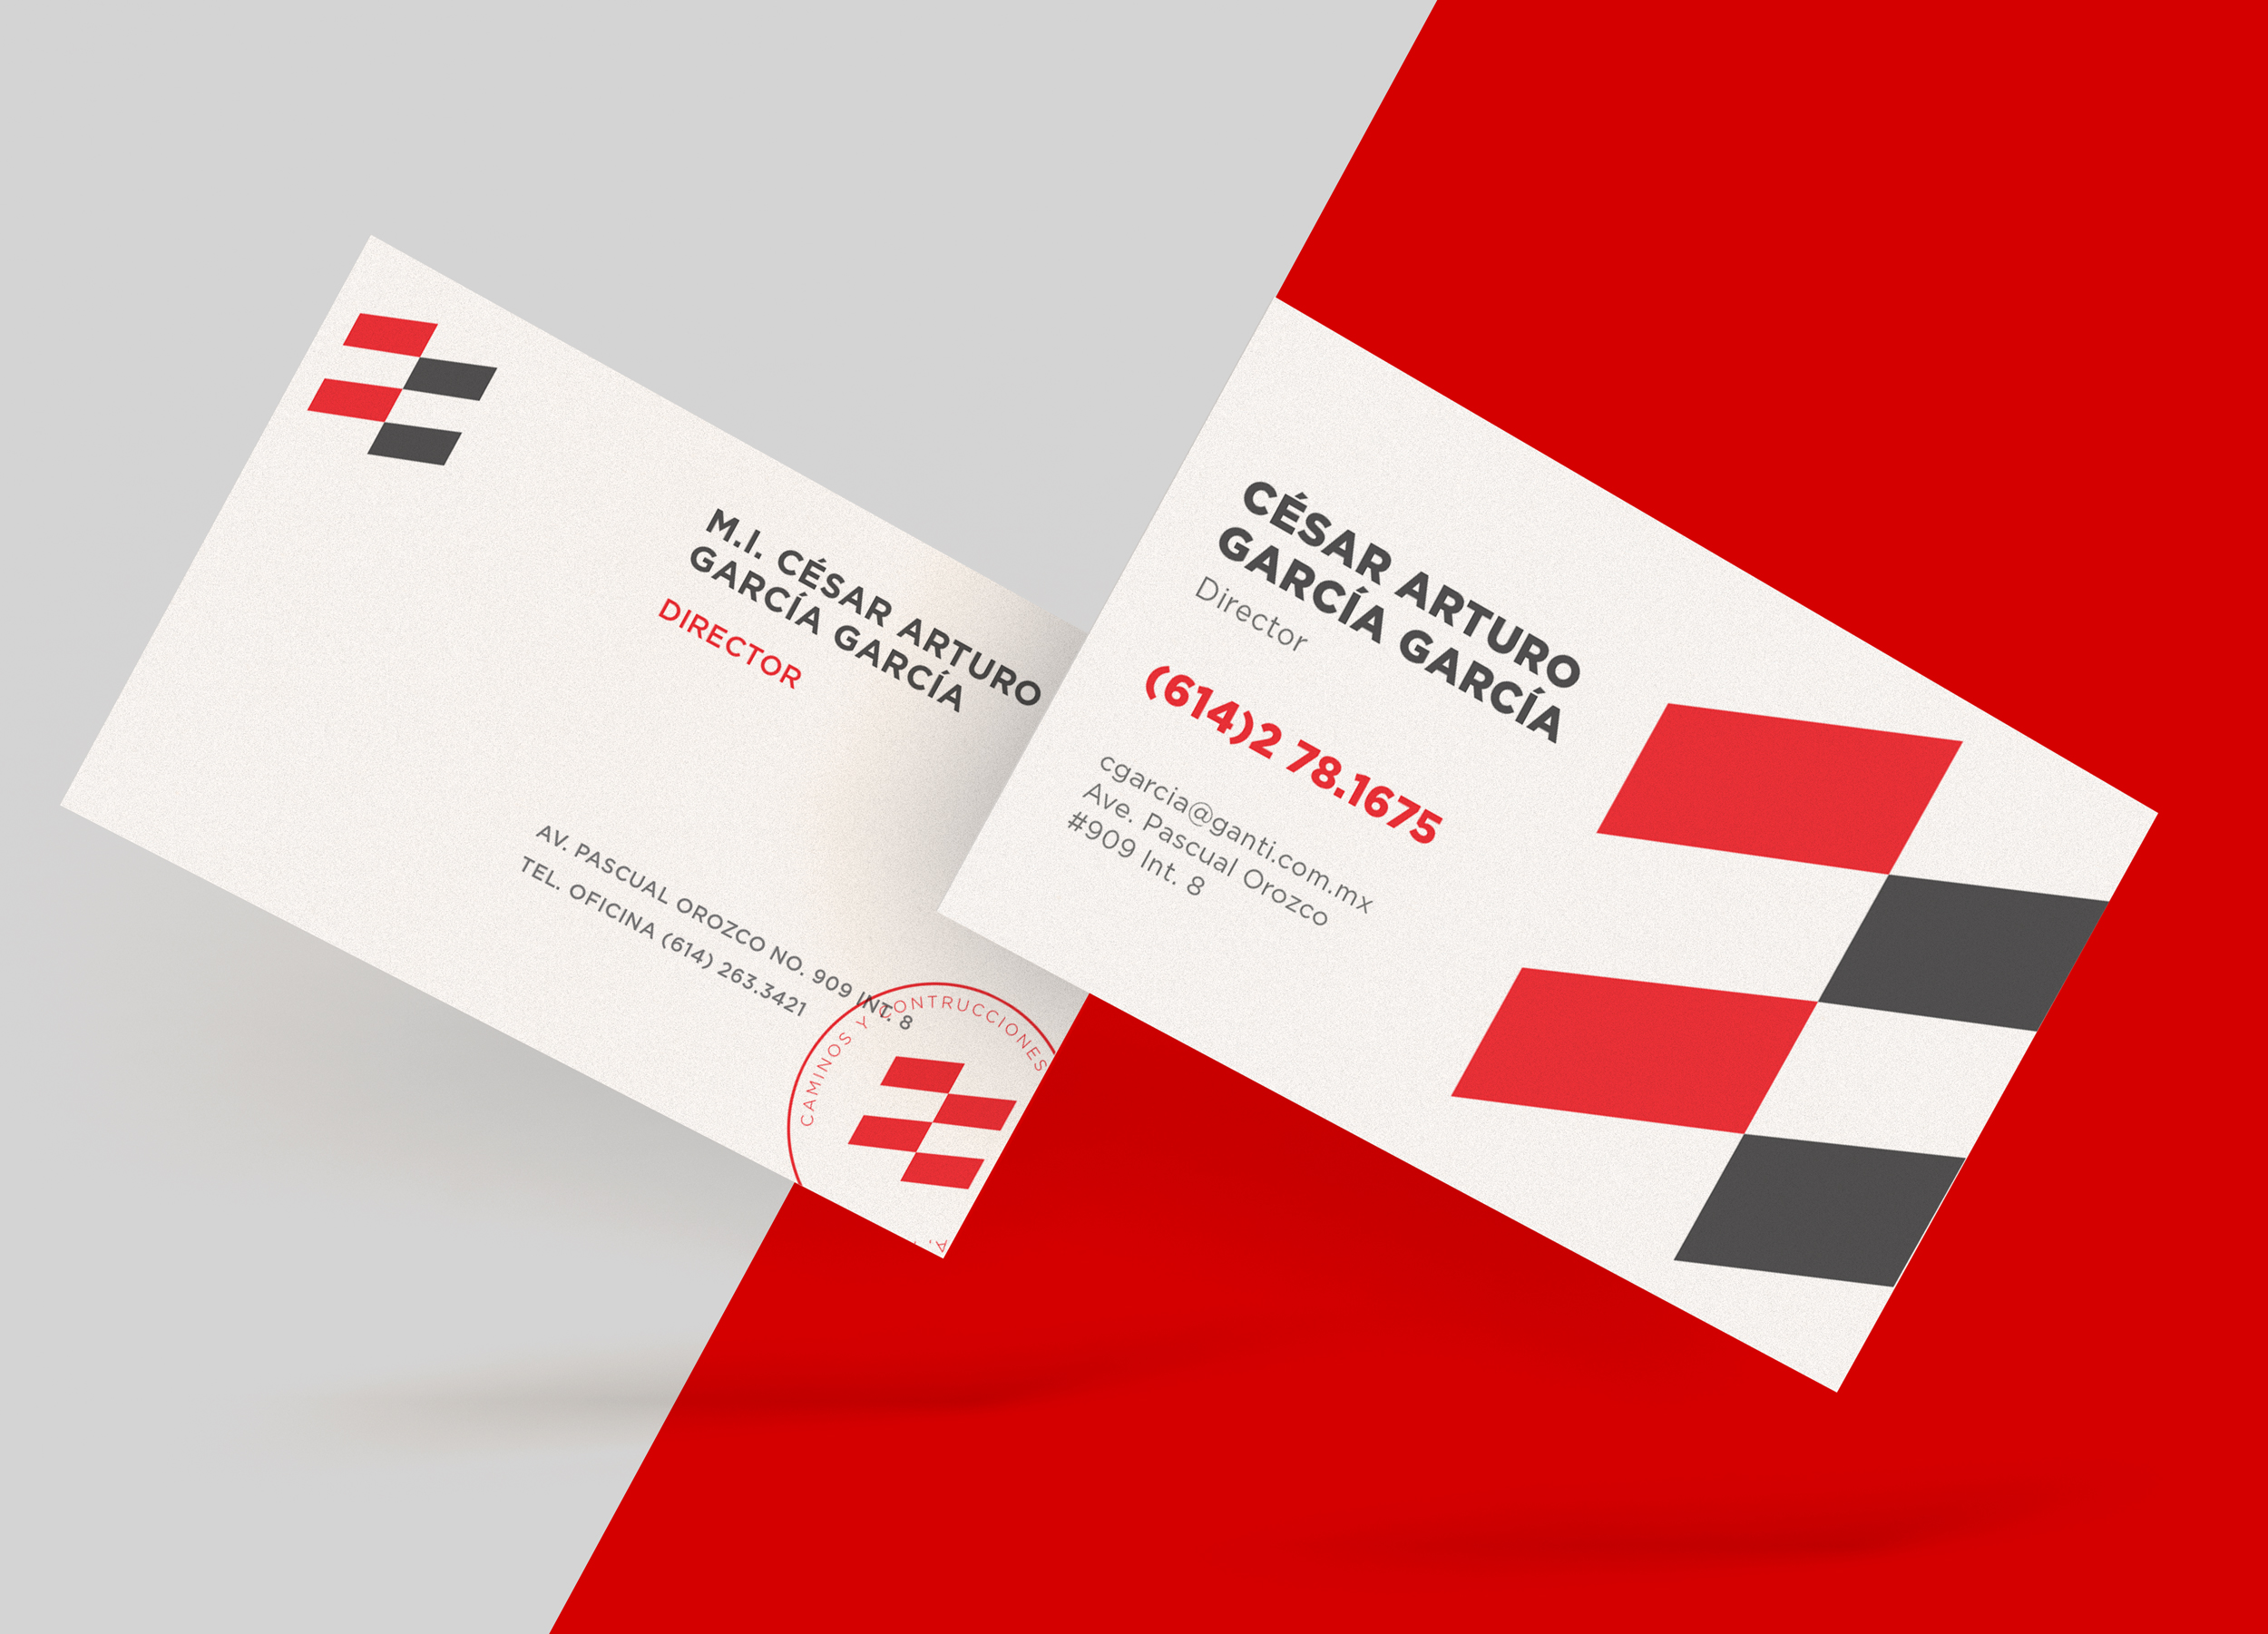 M.I. CÉSAR ARTURO
GARCÍA GARCÍA
DIRECTOR
AV. PASCUAL OROZCO NO. 909 INT. 8
TEL. OFICINA (614) 263.3421
CAMINOS Y CONTRUCCIONES
CÉSAR ARTURO
GARCÍA GARCÍA
Director
(614)2 78.1675
cgarcia@ganti.com.mx
Ave. Pascual Orozco
#909 Int. 8